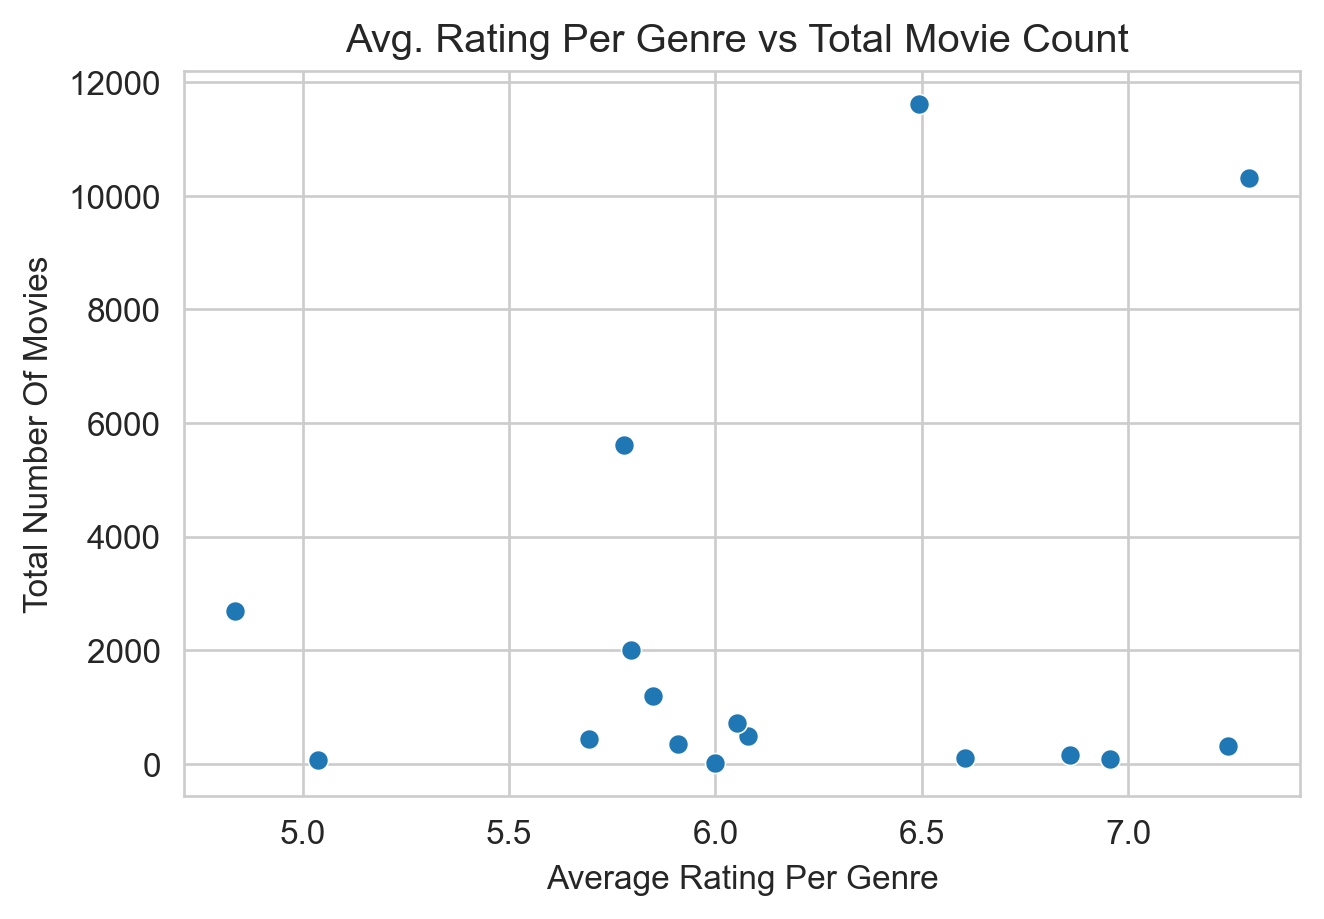 Avg. Rating Per Genre vs Total Movie Count
12000
10000
8000
6000
4000
2000
0
Total Number Of Movies
5.0 5.5 6.0 6.5 7.0
Average Rating Per Genre